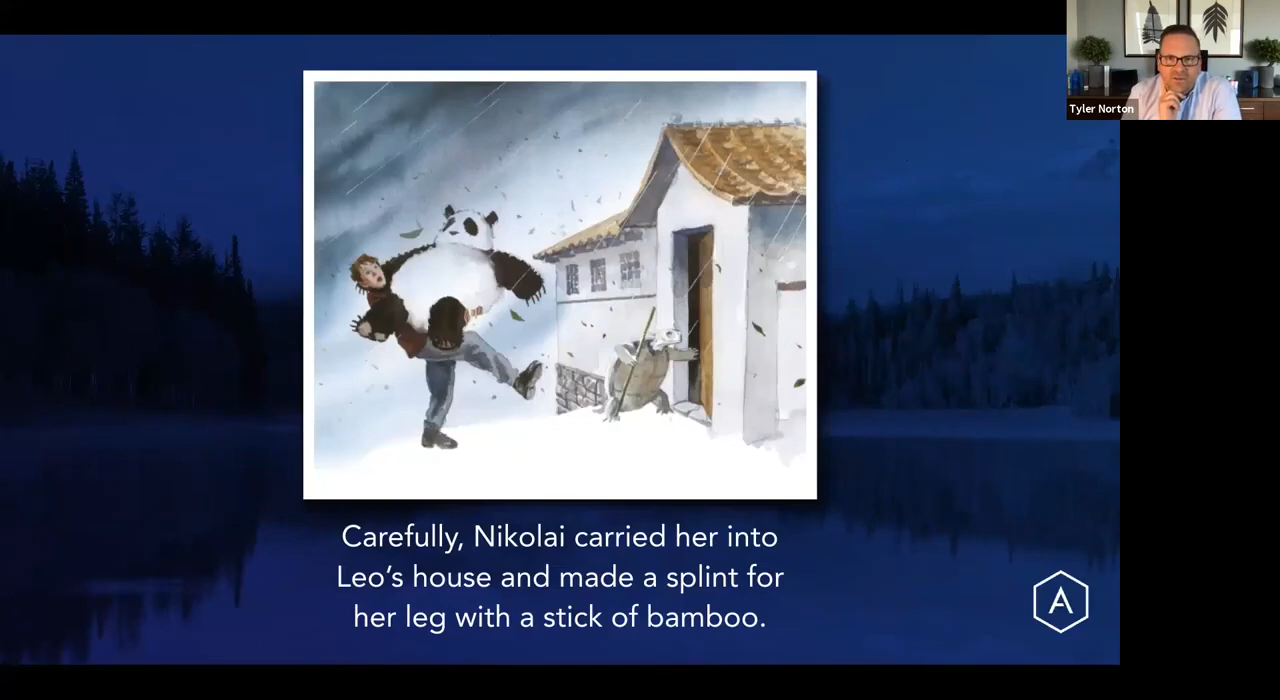 Tyler Norton
Carefully, Nikolai carried her into
Leo's house and made a splint for
her leg with a stick of bamboo.
A